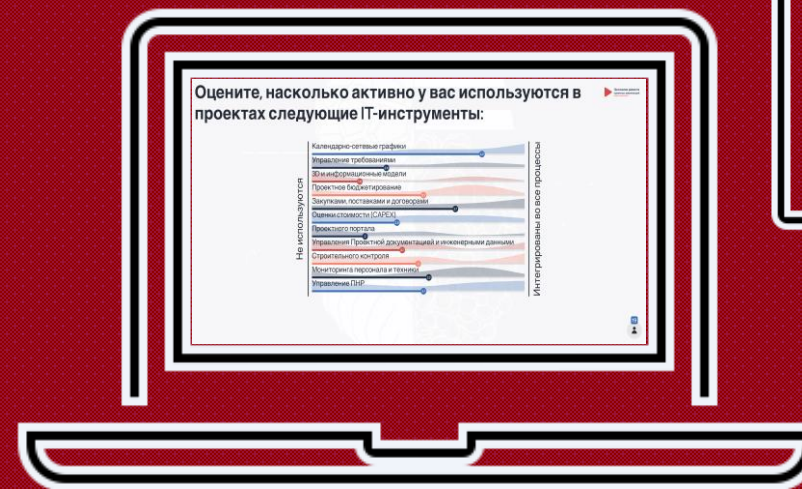 Оцените, насколько активно у вас используются в
проектах следующие IT-инструменты:
Не используются
Календарно-сетевые графики
Управление требованиями
3D и информационные модели
Проектное бюджетирование
Закупками, поставками и договорами
Оценки стоимости (CAPEX)
Проектного портала
Управления Проектной документацией и инженерными данными
Строительного контроля
Мониторинга персонала и техники
Управление ПНР
Интегрированы во все процессы